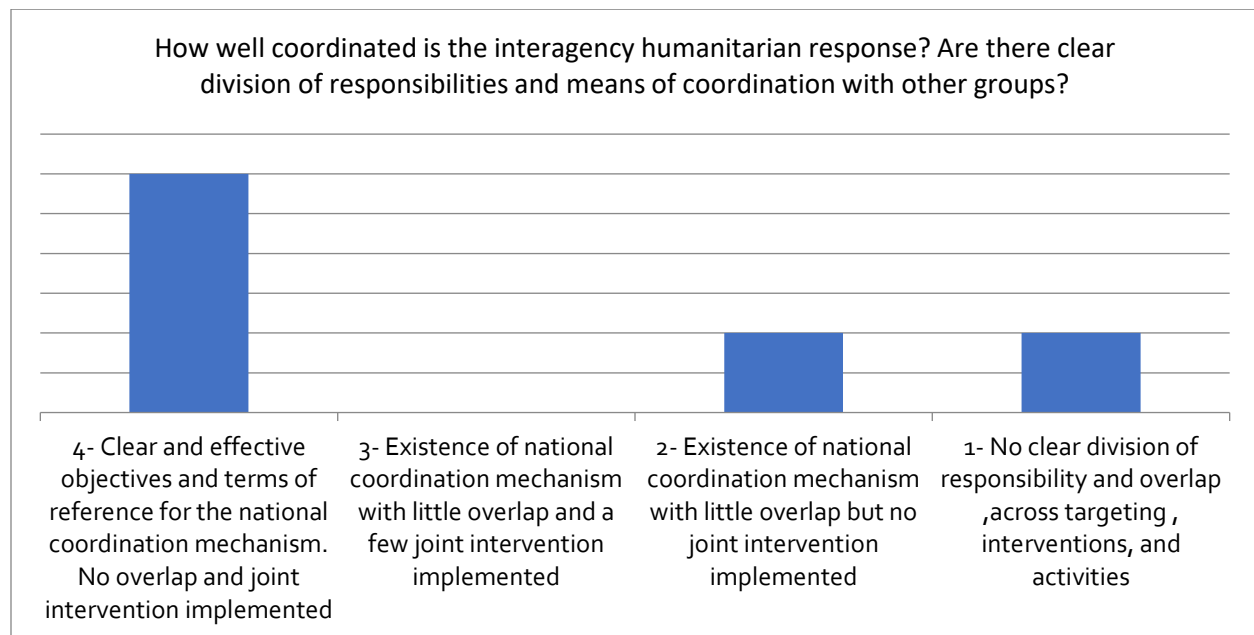 How well coordinated is the interagency humanitarian response? Are there clear
division of responsibilities and means of coordination with other groups?
4- Clear and effective
objectives and terms of
reference for the national
coordination mechanism.
No overlap and joint
intervention implemented
3- Existence of national
coordination mechanism
with little overlap and a
few joint intervention
implemented
2- Existence of national
coordination mechanism
with little overlap but no
joint intervention
implemented
1- No clear division of
responsibility and overlap
,across targeting ,
interventions, and
activities